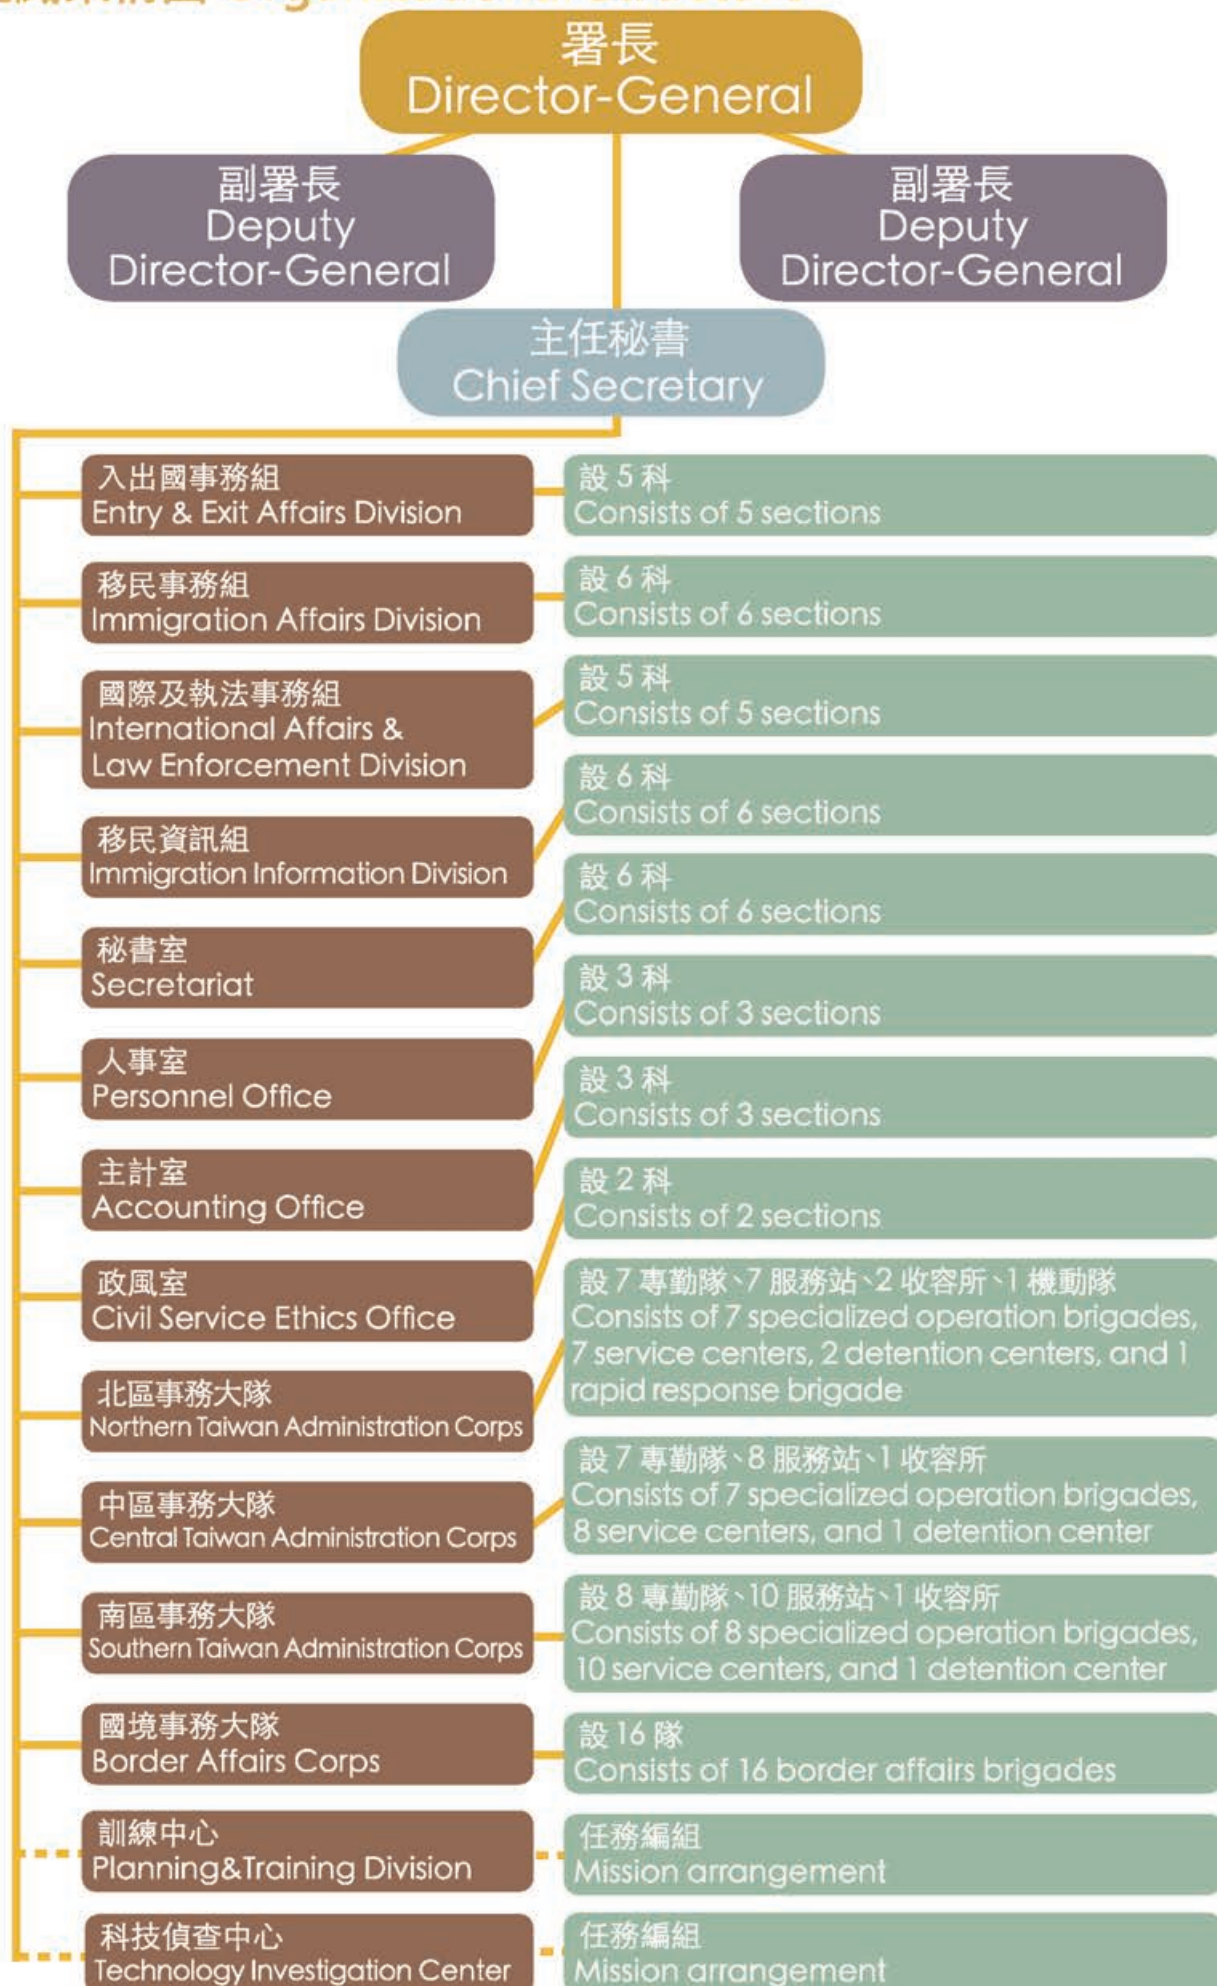 署長
Director-General
副署長
Deputy
Director-General
副署長
Deputy
Director-General
主任秘書
Chief Secretary
入出國事務組
Entry & Exit Affairs Division
設 5 科
Consists of 5 sections
移民事務組
Immigration Affairs Division
設 6 科
Consists of 6 sections
國際及執法事務組
International Affairs &
Law Enforcement Division
設 5 科
Consists of 5 sections
移民資訊組
Immigration Information Division
設 6 科
Consists of 6 sections
秘書室
Secretariat
設 6 科
Consists of 6 sections
人事室
Personnel Office
設 3 科
Consists of 3 sections
主計室
Accounting Office
設 3 科
Consists of 3 sections
政風室
Civil Service Ethics Office
設 2 科
Consists of 2 sections
北區事務大隊
Northern Taiwan Administration Corps
設 7 專勤隊、7 服務站、2 收容所、1 機動隊
Consists of 7 specialized operation brigades,
7 service centers, 2 detention centers, and 1
rapid response brigade
中區事務大隊
Central Taiwan Administration Corps
設 7 專勤隊、8 服務站、1 收容所
Consists of 7 specialized operation brigades,
8 service centers, and 1 detention center
南區事務大隊
Southern Taiwan Administration Corps
設 8 專勤隊、10 服務站、1 收容所
Consists of 8 specialized operation brigades,
10 service centers, and 1 detention center
國境事務大隊
Border Affairs Corps
設 16 隊
Consists of 16 border affairs brigades
訓練中心
Planning&Training Division
任務編組
Mission arrangement
科技偵查中心
Technology Investigation Center
任務編組
Mission arrangement